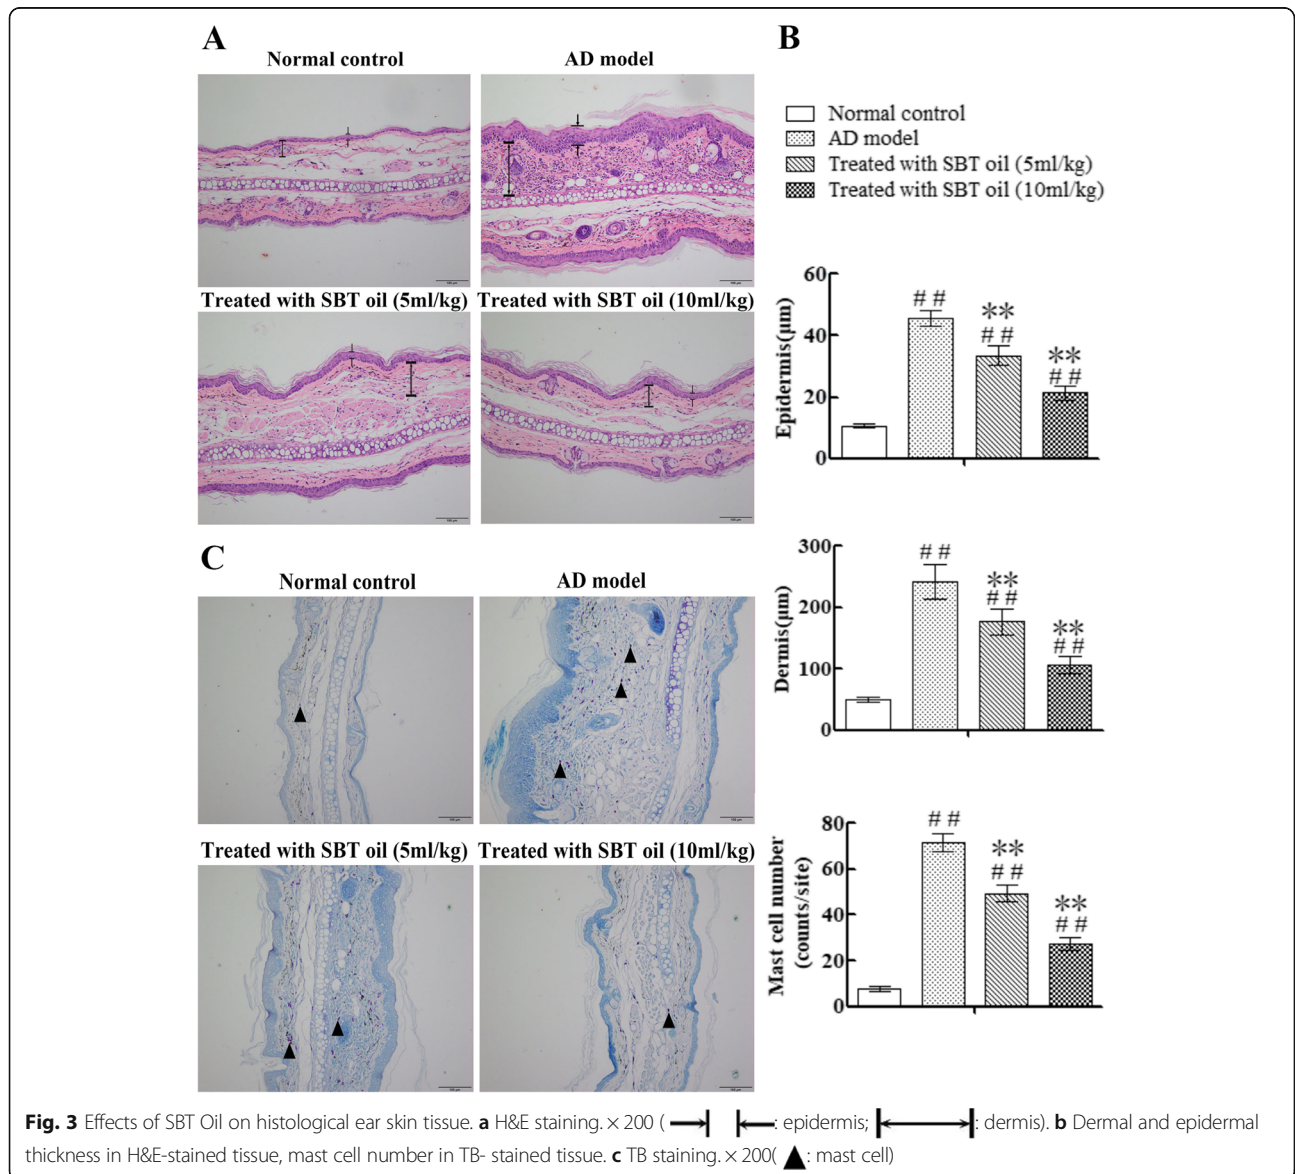 A
Normal control
AD model
Treated with SBT oil (5ml/kg)
Treated with SBT oil (10ml/kg)
B
Normal control
AD model
Treated with SBT oil (5ml/kg)
Treated with SBT oil (10ml/kg)
Epidermis(μm)
60
40
20
0
# #
**
# #
**
# #
Dermis(μm)
300
200
100
0
# #
**
# #
**
# #
Mast cell number
(counts/site)
80
60
40
20
0
# #
**
# #
**
# #
C
Normal control
AD model
Treated with SBT oil (5ml/kg)
Treated with SBT oil (10ml/kg)
Fig. 3 Effects of SBT Oil on histological ear skin tissue. a H&E staining. × 200 ( : epidermis; : dermis). b Dermal and epidermal
thickness in H&E-stained tissue, mast cell number in TB- stained tissue. c TB staining. × 200( ▲: mast cell)